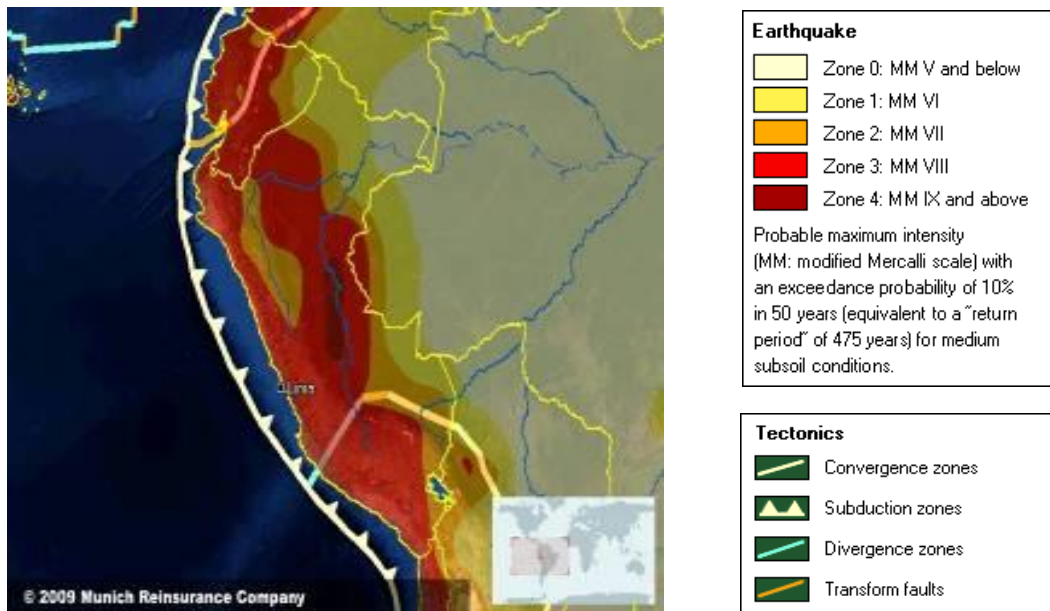 Lima
© 2009 Munich Reinsurance Company
Earthquake
Zone 0: MM V and below
Zone 1: MM VI
Zone 2: MM VII
Zone 3: MM VIII
Zone 4: MM IX and above
Probable maximum intensity
(MM: modified Mercalli scale) with
an exceedance probability of 10%
in 50 years (equivalent to a "return
period" of 475 years) for medium
subsoil conditions.
Tectonics
Convergence zones
Subduction zones
Divergence zones
Transform faults